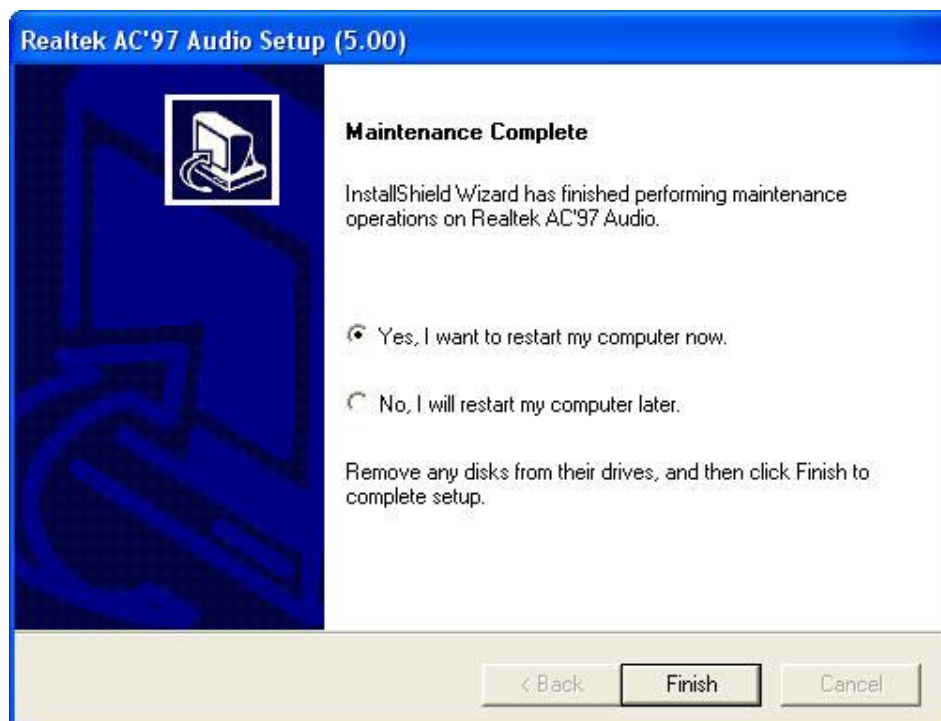 Realtek AC'97 Audio Setup (5.00)
Maintenance Complete
InstallShield Wizard has finished performing maintenance
operations on Realtek AC'97 Audio.
Yes, I want to restart my computer now.
No, I will restart my computer later.
Remove any disks from their drives, and then click Finish to
complete setup.
< Back Finish Cancel